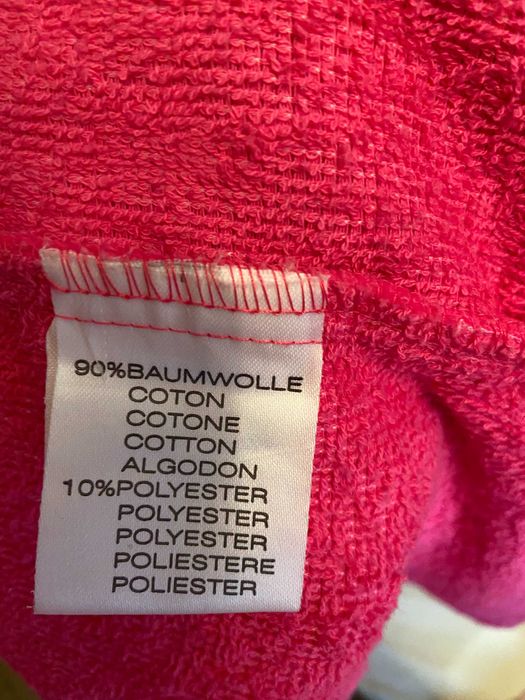 90%BAUMWOLLE
COTON
COTONE
COTTON
ALGODON
10%POLYESTER
POLYESTER
POLYESTER
POLIESTERE
POLIESTER